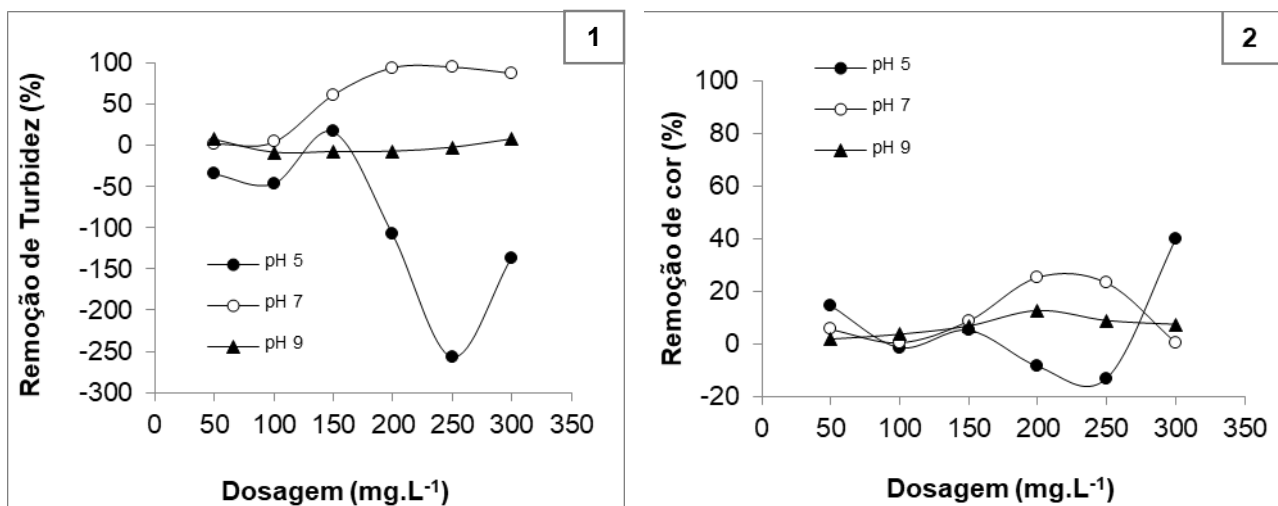 1
Remoção de Turbidez (%)
100
50
0
-50
-100
-150
-200
-250
-300
pH 5
pH 7
pH 9
0 50 100 150 200 250 300 350
Dosagem (mg.L⁻¹)
2
Remoção de cor (%)
100
80
60
40
20
0
-20
pH 5
pH 7
pH 9
0 50 100 150 200 250 300 350
Dosagem (mg.L⁻¹)